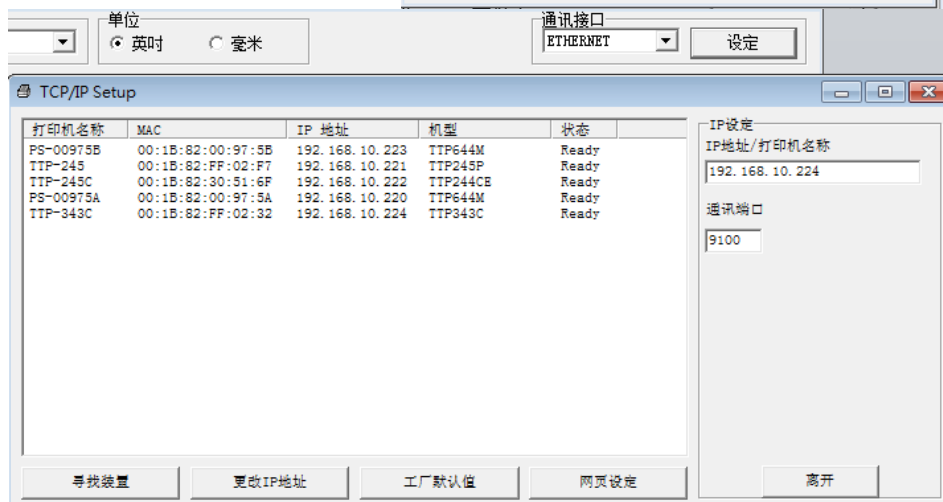 单位
英吋
毫米
通讯接口
ETHERNET
设定
TCP/IP Setup
打印机名称 MAC IP 地址 机型 状态
PS-00975B 00:1B:82:00:97:5B 192.168.10.223 TTP644M Ready
TTP-245 00:1B:82:FF:02:F7 192.168.10.221 TTP245P Ready
TTP-245C 00:1B:82:30:51:6F 192.168.10.222 TTP244CE Ready
PS-00975A 00:1B:82:00:97:5A 192.168.10.220 TTP644M Ready
TTP-343C 00:1B:82:FF:02:32 192.168.10.224 TTP343C Ready
IP设定
IP地址/打印机名称
192.168.10.224
通讯端口
9100
寻找装置
更改IP地址
工厂默认值
网页设定
离开